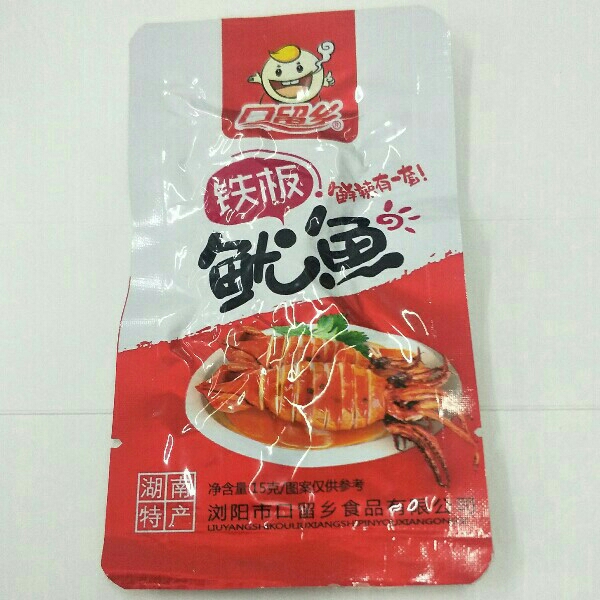 口留乡®
铁板
鲜辣有一套!
鱿鱼
湖南
特产
净含量:15克/图案仅供参考
浏阳市口留乡食品有限公司
LIUYANGSHIKOULIUXIANGSHIPINYOUXIANGONG